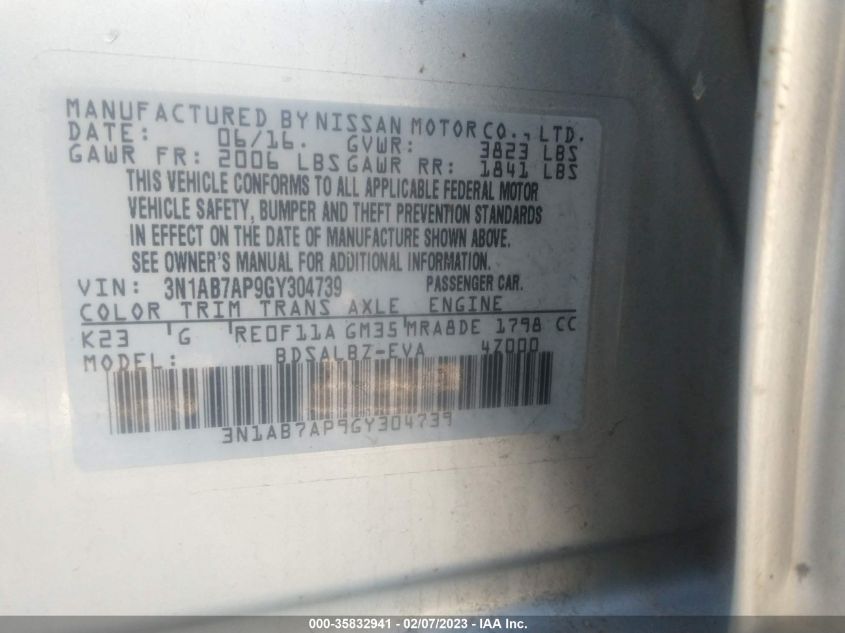 MANUFACTURED BY NISSAN MOTOR CO., LTD.
DATE: 06/16. GVWR: 3823 LBS
GAWR FR: 2006 LBS GAWR RR: 1841 LBS
THIS VEHICLE CONFORMS TO ALL APPLICABLE FEDERAL MOTOR
VEHICLE SAFETY, BUMPER AND THEFT PREVENTION STANDARDS
IN EFFECT ON THE DATE OF MANUFACTURE SHOWN ABOVE.
SEE OWNER'S MANUAL FOR ADDITIONAL INFORMATION.
VIN: 3N1AB7AP9GY304739 PASSENGER CAR.
COLOR TRIM TRANS AXLE ENGINE
K23 G RE0F11A GM35 MRA8DE 1798 CC
MODEL: BDSALBZ-EVA 47000
3N1AB7AP9GY304739
000-35832941 - 02/07/2023 - IAA Inc.